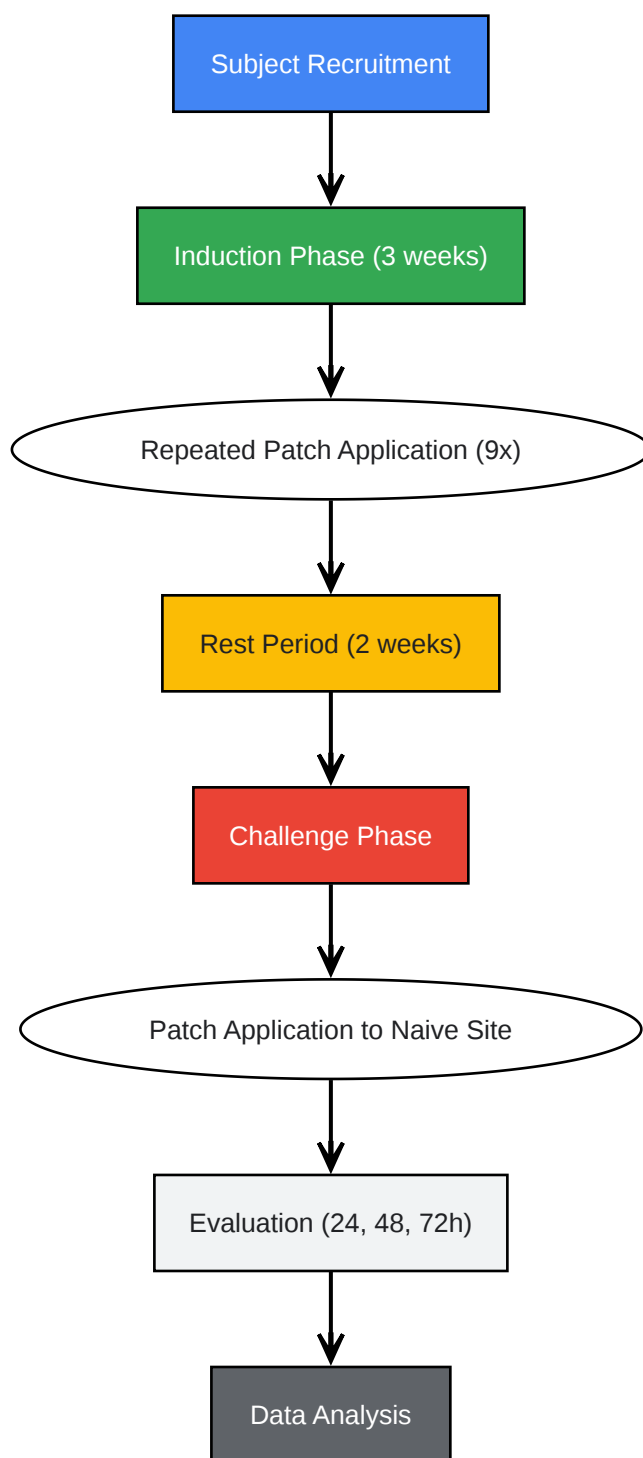 Subject Recruitment
Induction Phase (3 weeks)
Repeated Patch Application (9x)
Rest Period (2 weeks)
Challenge Phase
Patch Application to Naive Site
Evaluation (24, 48, 72h)
Data Analysis